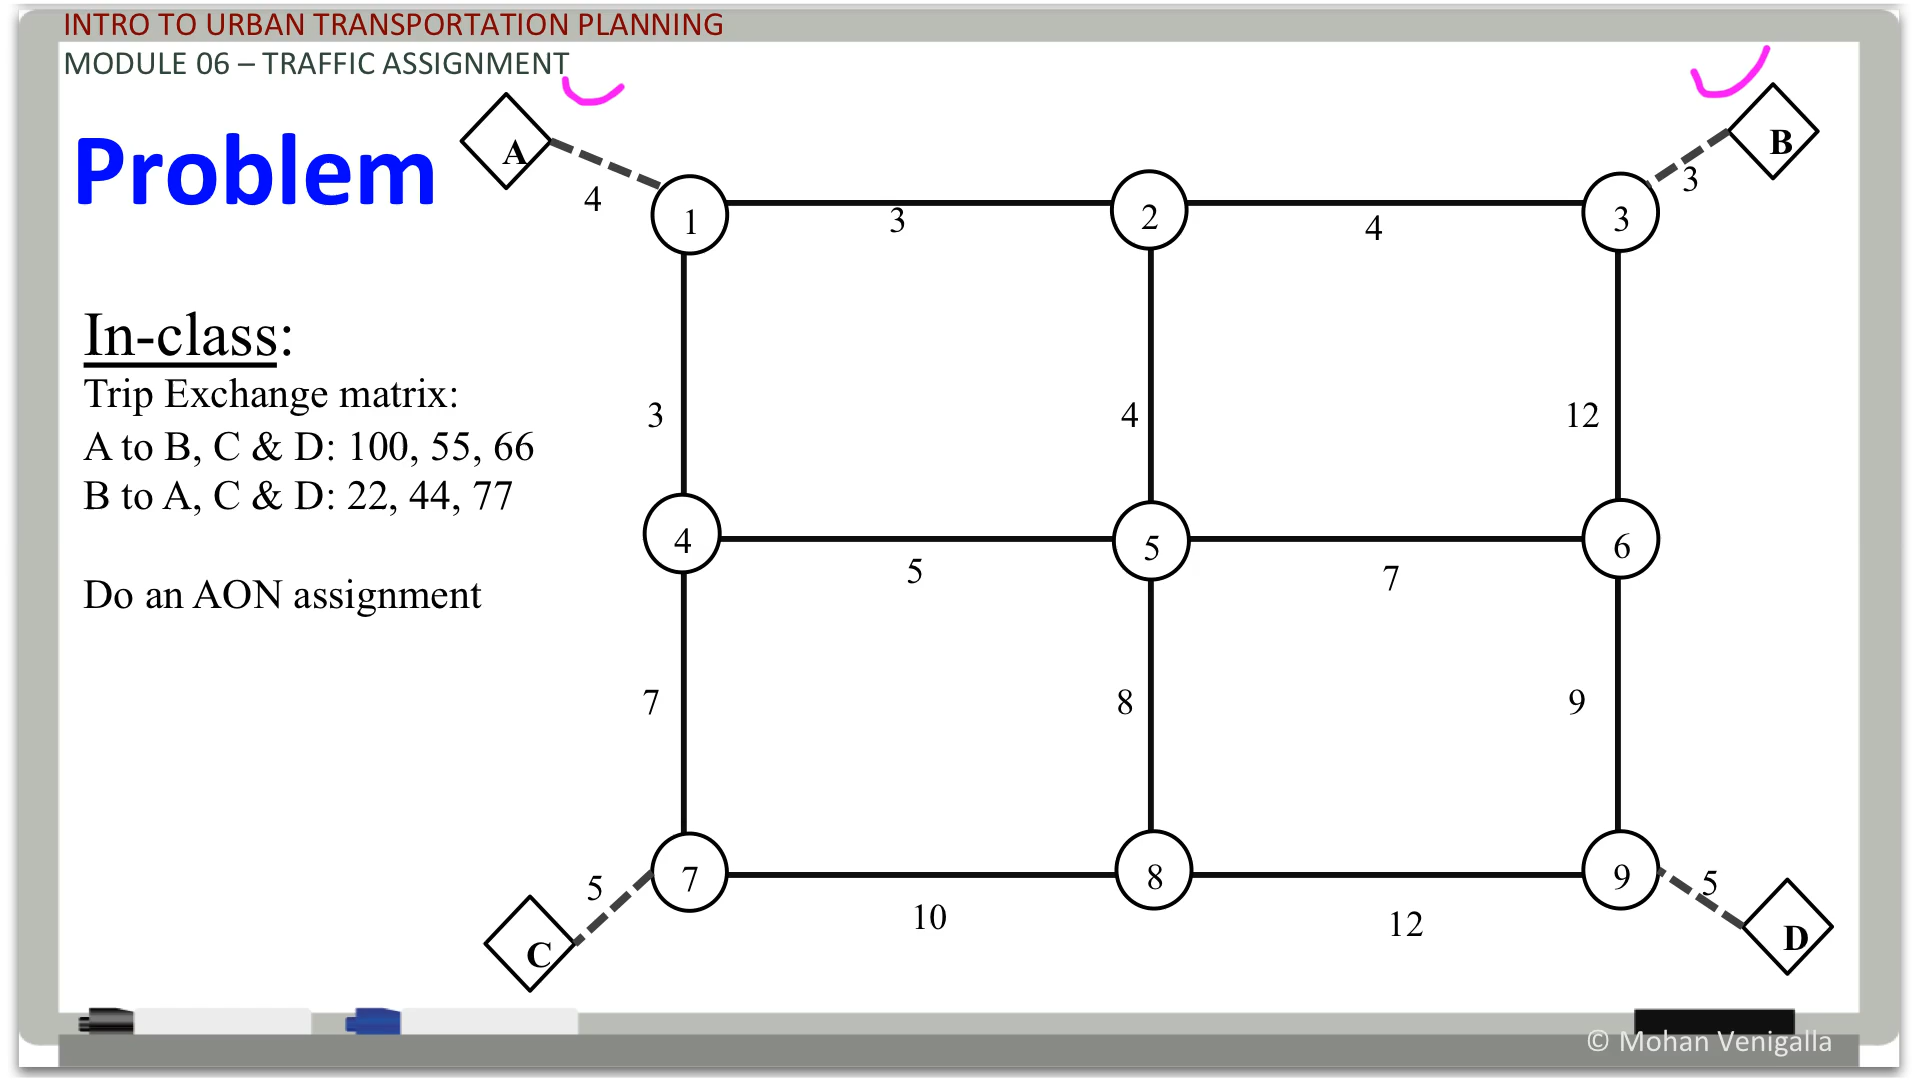 INTRO TO URBAN TRANSPORTATION PLANNING
MODULE 06 – TRAFFIC ASSIGNMENT
Problem
In-class:
Trip Exchange matrix:
A to B, C & D: 100, 55, 66
B to A, C & D: 22, 44, 77
Do an AON assignment
A
B
4
3
1
2
3
3
4
3
4
12
4
5
6
5
7
7
8
9
7
8
9
5
5
10
12
C
D
© Mohan Venigalla